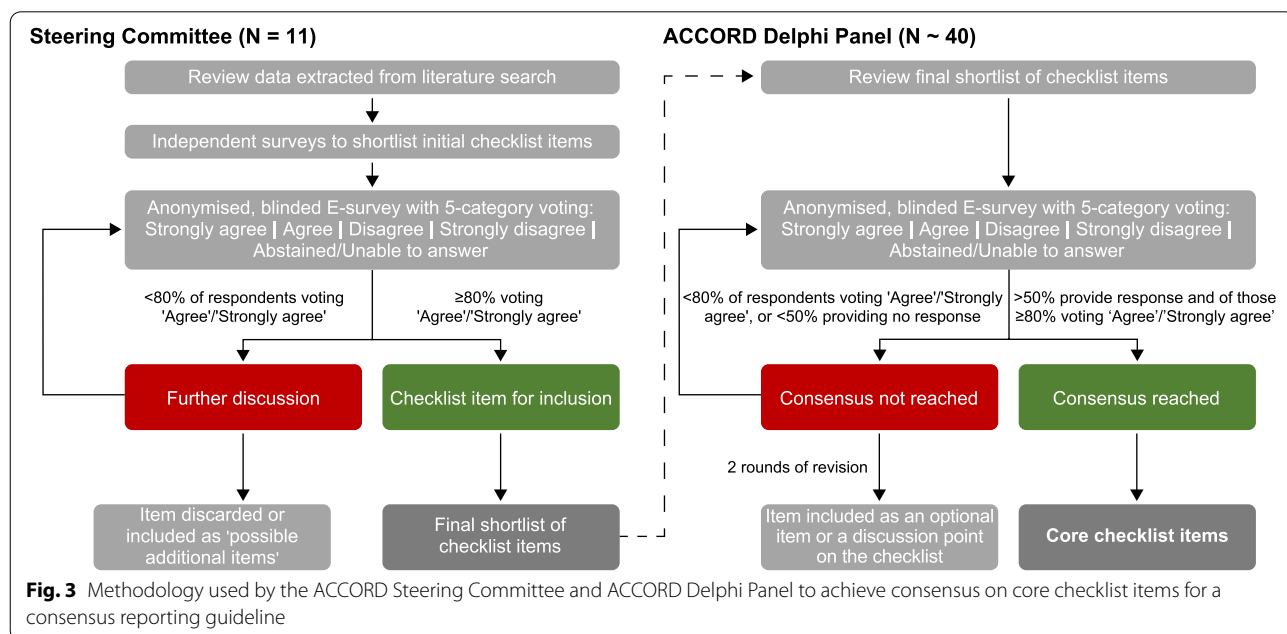 Steering Committee (N = 11)
Review data extracted from literature search
Independent surveys to shortlist initial checklist items
Anonymised, blinded E-survey with 5-category voting:
Strongly agree | Agree | Disagree | Strongly disagree |
Abstained/Unable to answer
<80% of respondents voting
'Agree'/'Strongly agree'
≥80% voting
'Agree'/'Strongly agree'
Further discussion
Checklist item for inclusion
Item discarded or
included as 'possible
additional items'
Final shortlist of
checklist items
ACCORD Delphi Panel (N ~ 40)
Review final shortlist of checklist items
Anonymised, blinded E-survey with 5-category voting:
Strongly agree | Agree | Disagree | Strongly disagree |
Abstained/Unable to answer
<80% of respondents voting 'Agree'/'Strongly
agree', or <50% providing no response
>50% provide response and of those
≥80% voting ‘Agree’/’Strongly agree’
Consensus not reached
Consensus reached
2 rounds of revision
Item included as an optional
item or a discussion point
on the checklist
Core checklist items
Fig. 3 Methodology used by the ACCORD Steering Committee and ACCORD Delphi Panel to achieve consensus on core checklist items for a
consensus reporting guideline